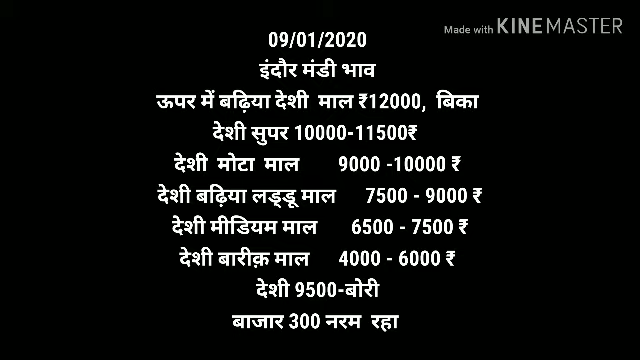 Made with KINEMASTER
09/01/2020
इंदौर मंडी भाव
ऊपर में बढ़िया देशी माल ₹12000, बिका
देशी सुपर 10000-11500₹
देशी मोटा माल 9000 -10000 ₹
देशी बढ़िया लड्डू माल 7500 - 9000 ₹
देशी मीडियम माल 6500 - 7500 ₹
देशी बारीक़ माल 4000 - 6000 ₹
देशी 9500-बोरी
बाजार 300 नरम रहा